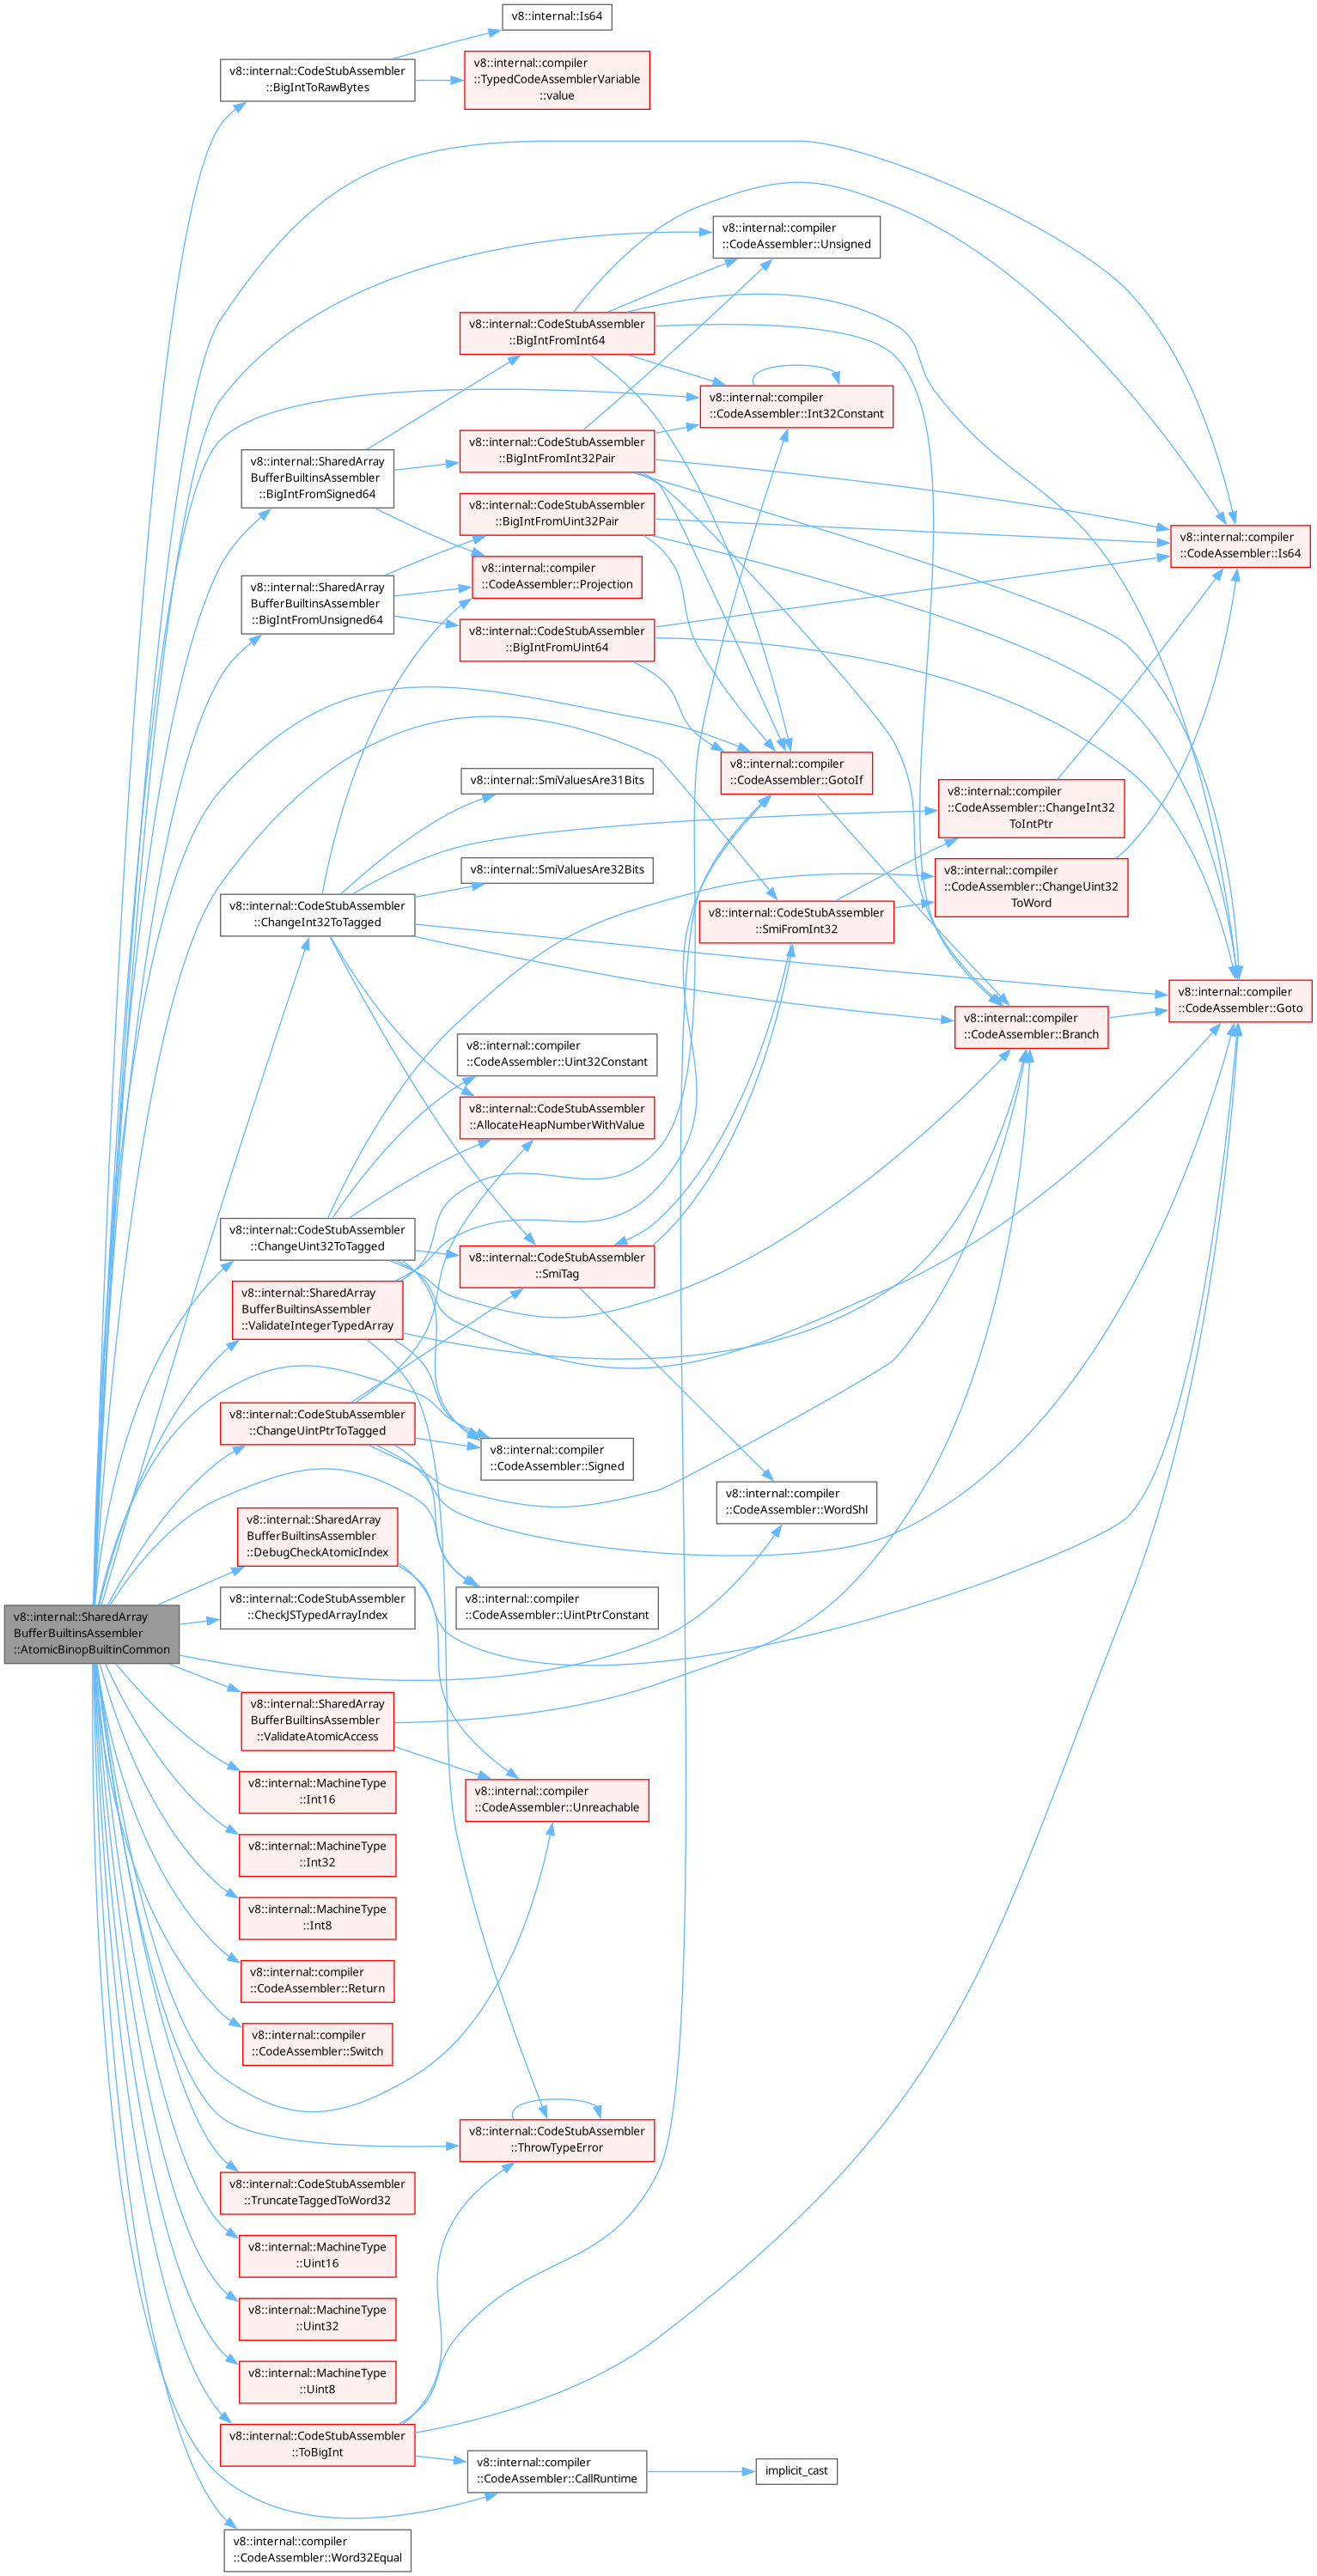 v8::internal::Is64
v8::internal::CodeStubAssembler
::BigIntToRawBytes
v8::internal::compiler
::TypedCodeAssemblerVariable
::value
v8::internal::compiler
::CodeAssembler::Unsigned
v8::internal::CodeStubAssembler
::BigIntFromInt64
v8::internal::compiler
::CodeAssembler::Int32Constant
v8::internal::CodeStubAssembler
::BigIntFromInt32Pair
v8::internal::SharedArray
BufferBuiltinsAssembler
::BigIntFromSigned64
v8::internal::CodeStubAssembler
::BigIntFromUint32Pair
v8::internal::compiler
::CodeAssembler::Is64
v8::internal::compiler
::CodeAssembler::Projection
v8::internal::SharedArray
BufferBuiltinsAssembler
::BigIntFromUnsigned64
v8::internal::CodeStubAssembler
::BigIntFromUint64
v8::internal::compiler
::CodeAssembler::GotoIf
v8::internal::SmiValuesAre31Bits
v8::internal::compiler
::CodeAssembler::ChangeInt32
ToIntPtr
v8::internal::SmiValuesAre32Bits
v8::internal::compiler
::CodeAssembler::ChangeUint32
ToWord
v8::internal::CodeStubAssembler
::ChangeInt32ToTagged
v8::internal::CodeStubAssembler
::SmiFromInt32
v8::internal::compiler
::CodeAssembler::Goto
v8::internal::compiler
::CodeAssembler::Branch
v8::internal::compiler
::CodeAssembler::Uint32Constant
v8::internal::CodeStubAssembler
::AllocateHeapNumberWithValue
v8::internal::CodeStubAssembler
::ChangeUint32ToTagged
v8::internal::CodeStubAssembler
::SmiTag
v8::internal::SharedArray
BufferBuiltinsAssembler
::ValidateIntegerTypedArray
v8::internal::CodeStubAssembler
::ChangeUintPtrToTagged
v8::internal::compiler
::CodeAssembler::Signed
v8::internal::compiler
::CodeAssembler::WordShl
v8::internal::SharedArray
BufferBuiltinsAssembler
::DebugCheckAtomicIndex
v8::internal::CodeStubAssembler
::CheckJSTypedArrayIndex
v8::internal::compiler
::CodeAssembler::UintPtrConstant
v8::internal::SharedArray
BufferBuiltinsAssembler
::AtomicBinopBuiltinCommon
v8::internal::SharedArray
BufferBuiltinsAssembler
::ValidateAtomicAccess
v8::internal::MachineType
::Int16
v8::internal::compiler
::CodeAssembler::Unreachable
v8::internal::MachineType
::Int32
v8::internal::MachineType
::Int8
v8::internal::compiler
::CodeAssembler::Return
v8::internal::compiler
::CodeAssembler::Switch
v8::internal::CodeStubAssembler
::ThrowTypeError
v8::internal::CodeStubAssembler
::TruncateTaggedToWord32
v8::internal::MachineType
::Uint16
v8::internal::MachineType
::Uint32
v8::internal::MachineType
::Uint8
v8::internal::CodeStubAssembler
::ToBigInt
v8::internal::compiler
::CodeAssembler::CallRuntime
implicit_cast
v8::internal::compiler
::CodeAssembler::Word32Equal